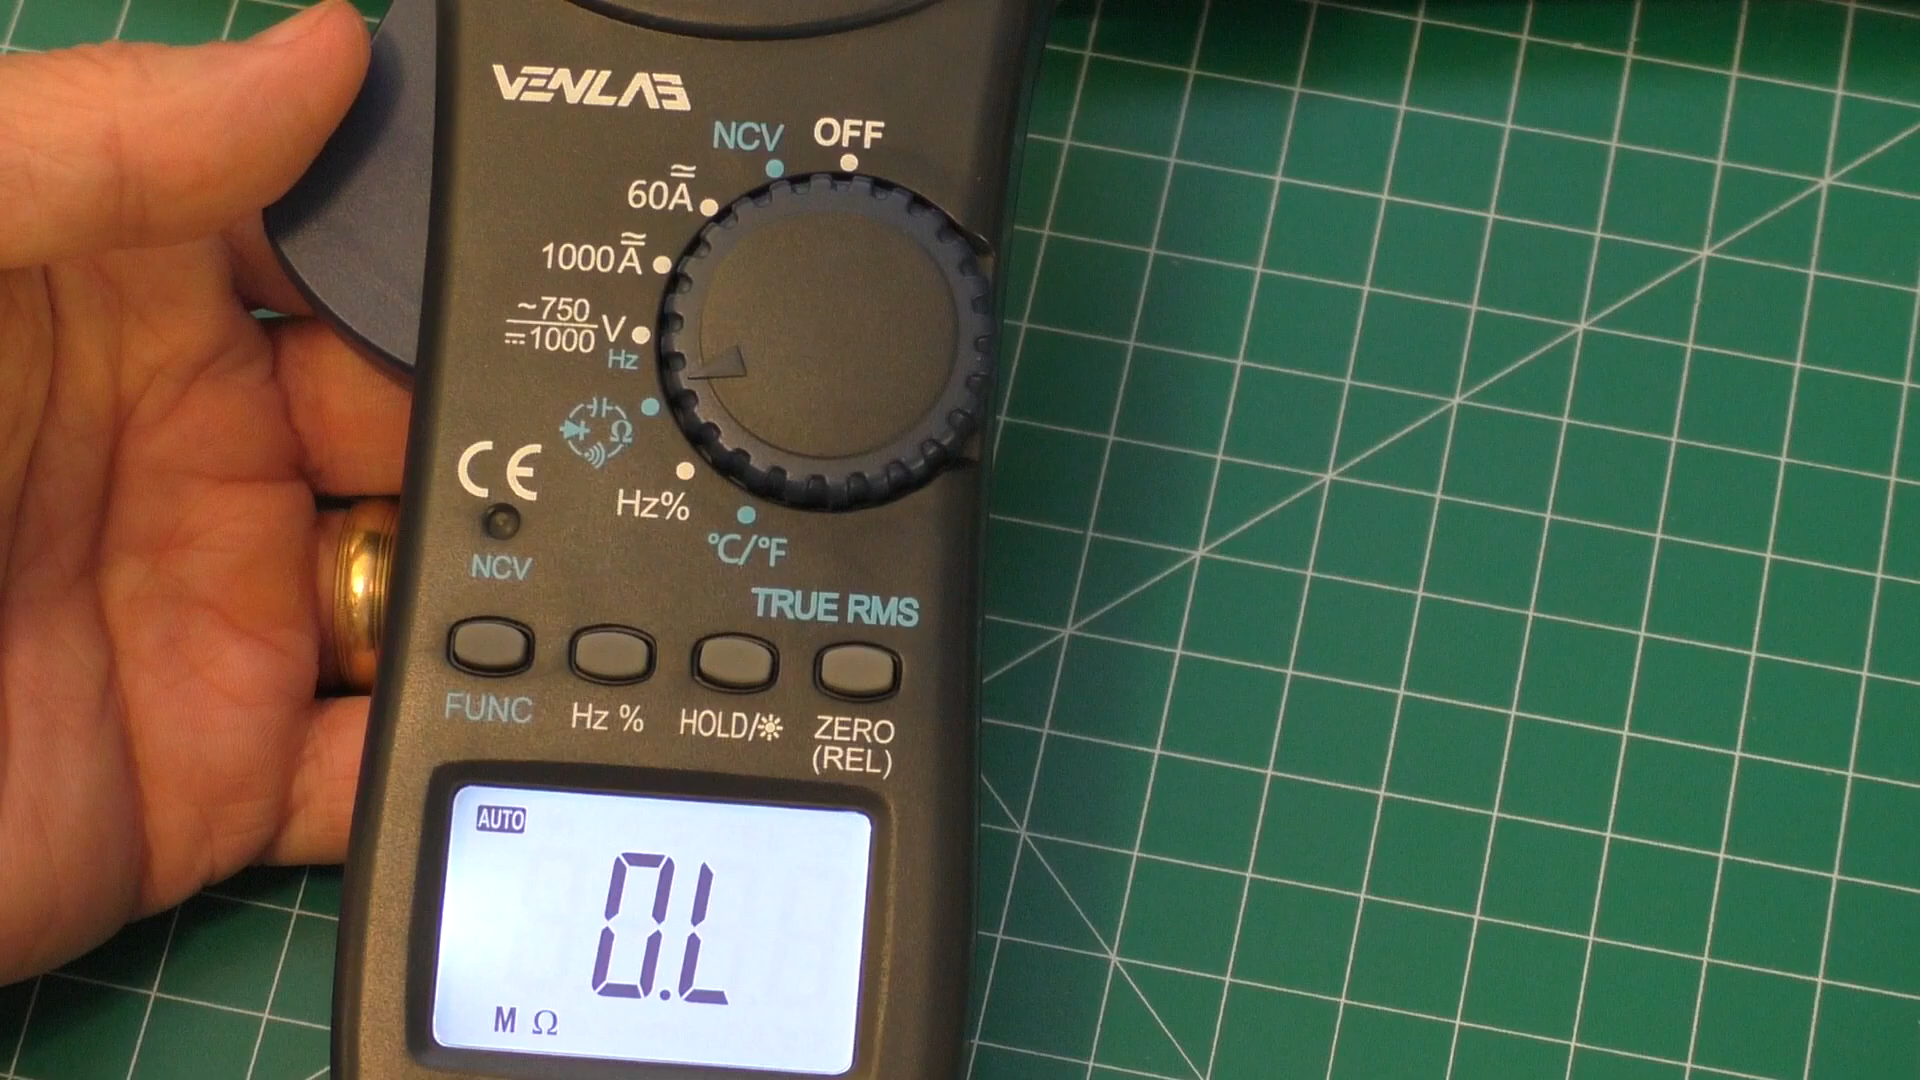 VENLAB
NCV OFF
60A
1000A
~750
⎓1000 V
Hz
Ω
CE
Hz%
NCV
°C/°F
TRUE RMS
FUNC Hz % HOLD/☀ ZERO
(REL)
AUTO
0.L
M Ω